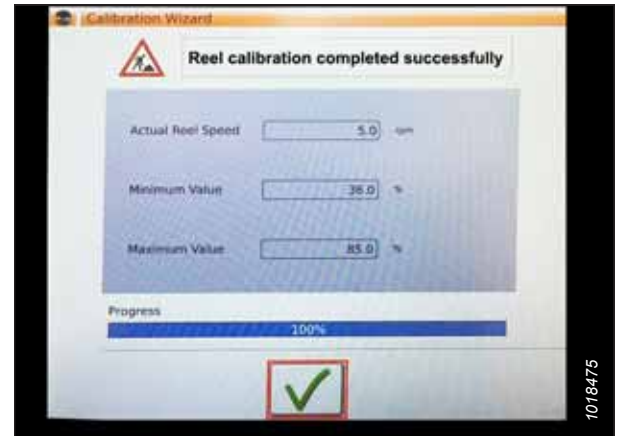 Calibration Wizard
Reel calibration completed successfully
Actual Reel Speed 5.0 rpm
Minimum Value 36.0 %
Maximum Value 85.0 %
Progress
100%
1018475